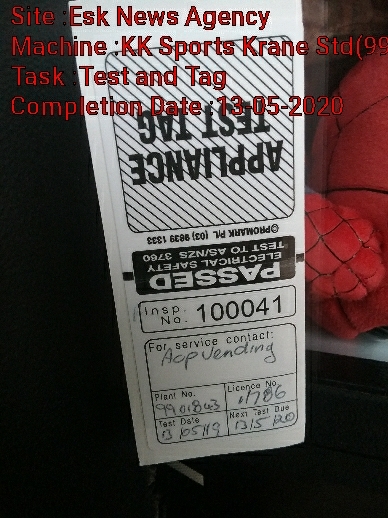 Site :Esk News Agency
Machine :KK Sports Krane Std(99
Task :Test and Tag
Completion Date :13-05-2020
APPLIANCE
TEST TAG
©PROMARK P/L (03) 9839 1333
PASSED
ELECTRICAL SAFETY
TEST TO AS/NZS 3760
Insp. No. 100041
For service contact:
Aop Vending
Plant No. 9901843
Licence No. 11786
Test Date 13/05/19
Next Test Due 13/5/20